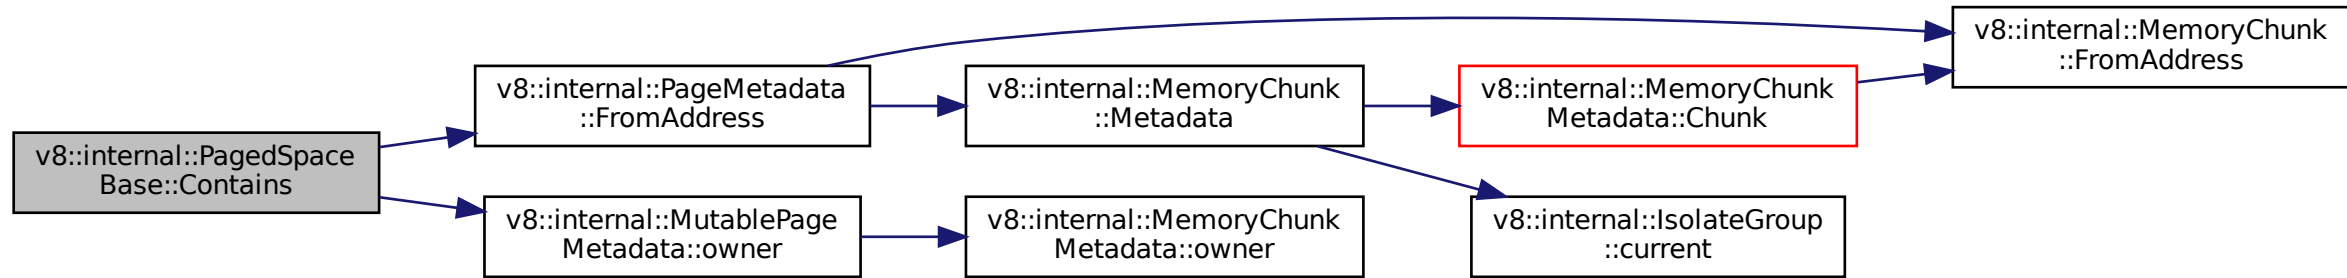 v8::internal::PagedSpace
Base::Contains
v8::internal::PageMetadata
::FromAddress
v8::internal::MutablePage
Metadata::owner
v8::internal::MemoryChunk
::Metadata
v8::internal::MemoryChunk
Metadata::owner
v8::internal::MemoryChunk
Metadata::Chunk
v8::internal::IsolateGroup
::current
v8::internal::MemoryChunk
::FromAddress